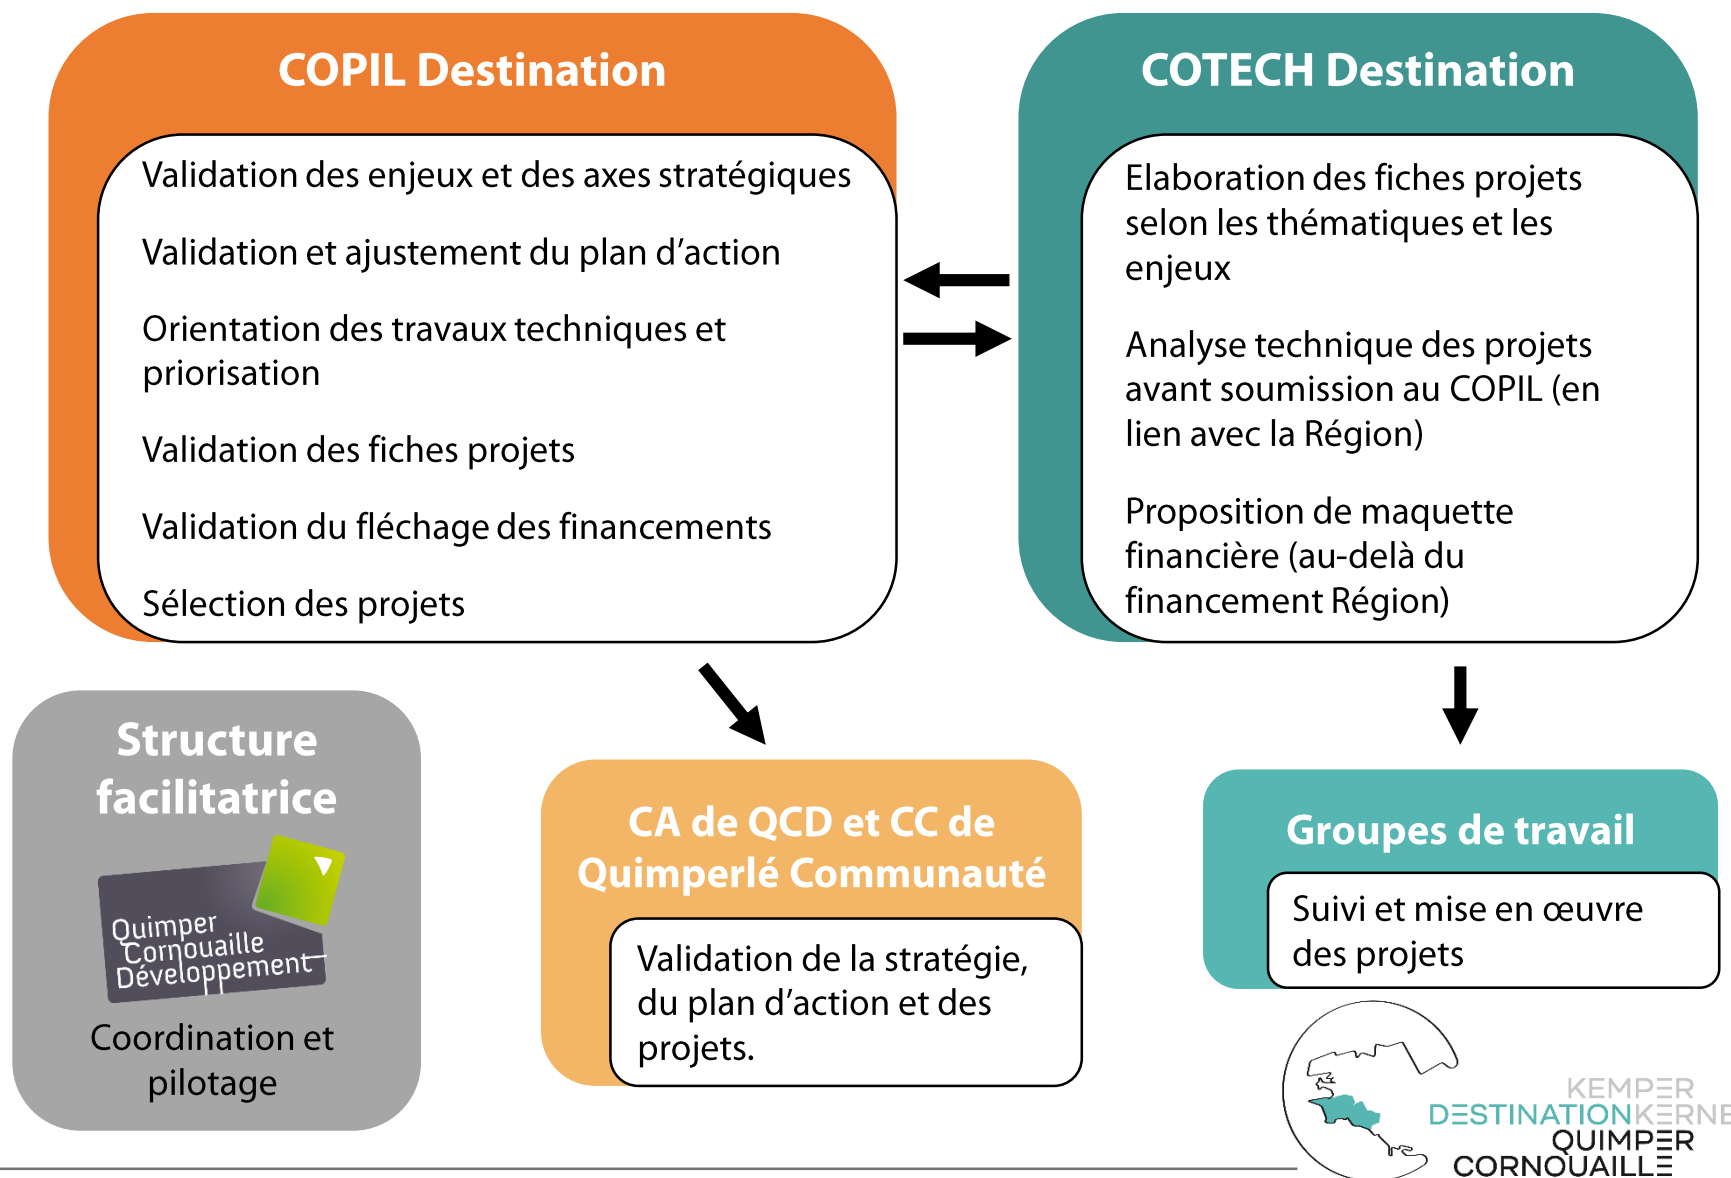 COPIL Destination
Validation des enjeux et des axes stratégiques
Validation et ajustement du plan d’action
Orientation des travaux techniques et
priorisation
Validation des fiches projets
Validation du fléchage des financements
Sélection des projets
COTECH Destination
Elaboration des fiches projets
selon les thématiques et les
enjeux
Analyse technique des projets
avant soumission au COPIL (en
lien avec la Région)
Proposition de maquette
financière (au-delà du
financement Région)
Structure
facilitatrice
Quimper
Cornouaille
Développement
Coordination et
pilotage
CA de QCD et CC de
Quimperlé Communauté
Validation de la stratégie,
du plan d’action et des
projets.
Groupes de travail
Suivi et mise en œuvre
des projets
KEMPER
DESTINATION KERNE
QUIMPER
CORNOUAILLE